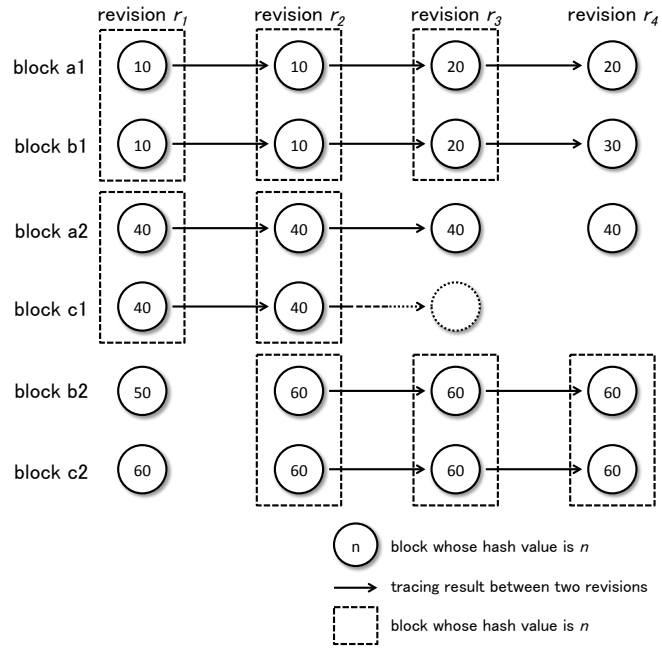 revision r1 revision r2 revision r3 revision r4
block a1 10 10 20 20
block b1 10 10 20 30
block a2 40 40 40 40
block c1 40 40
block b2 50 60 60 60
block c2 60 60 60 60
n block whose hash value is n
tracing result between two revisions
block whose hash value is n